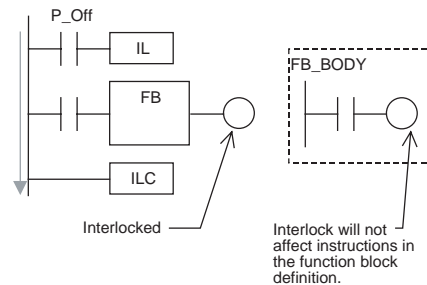 P_Off
IL
FB_BODY
FB
ILC
Interlocked
Interlock will not
affect instructions in
the function block
definition.